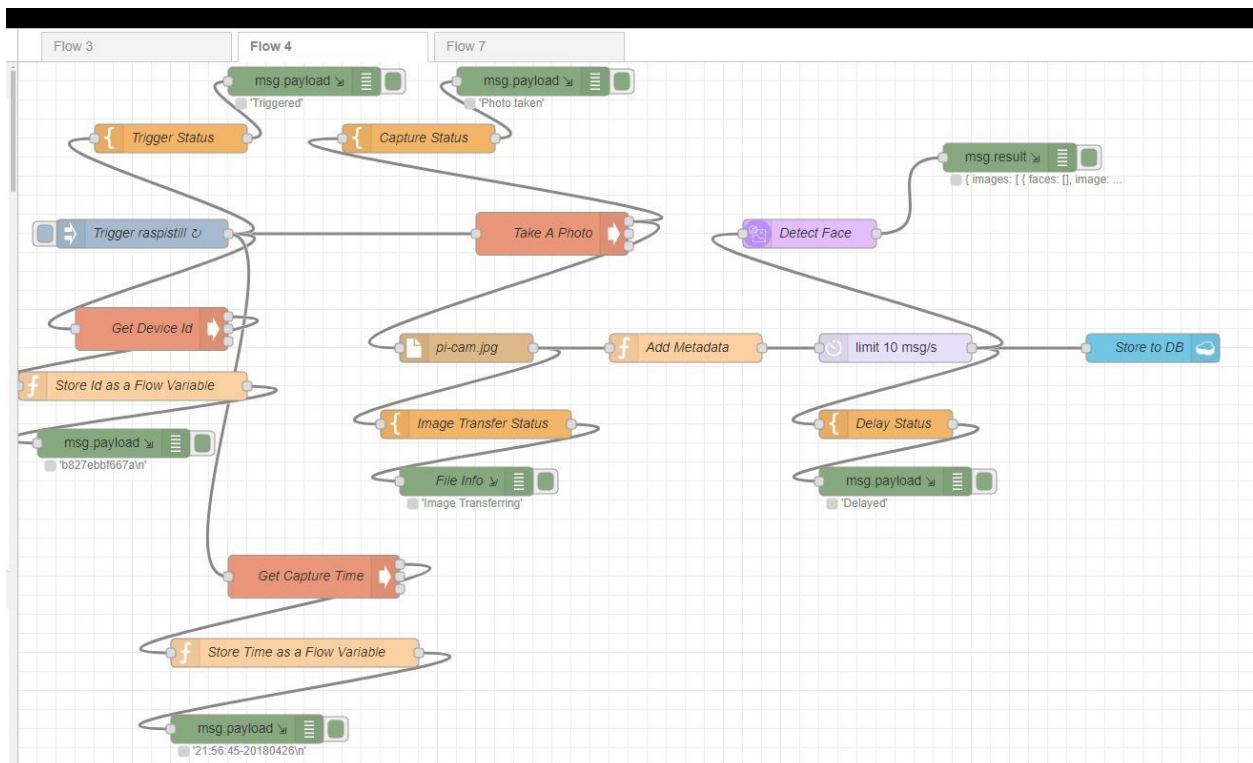 Flow 3
Flow 4
Flow 7
msg.payload
'Triggered'
msg.payload
'Photo taken'
Trigger Status
Capture Status
msg.result
{ images: [ { faces: [], image: ...
Trigger raspistill ↻
Take A Photo
Detect Face
Get Device Id
pi-cam.jpg
Add Metadata
limit 10 msg/s
Store to DB
Store Id as a Flow Variable
Image Transfer Status
Delay Status
msg.payload
'b827ebbf667a\n'
File Info
'Image Transferring'
msg.payload
'Delayed'
Get Capture Time
Store Time as a Flow Variable
msg.payload
'21:56:45-20180426\n'